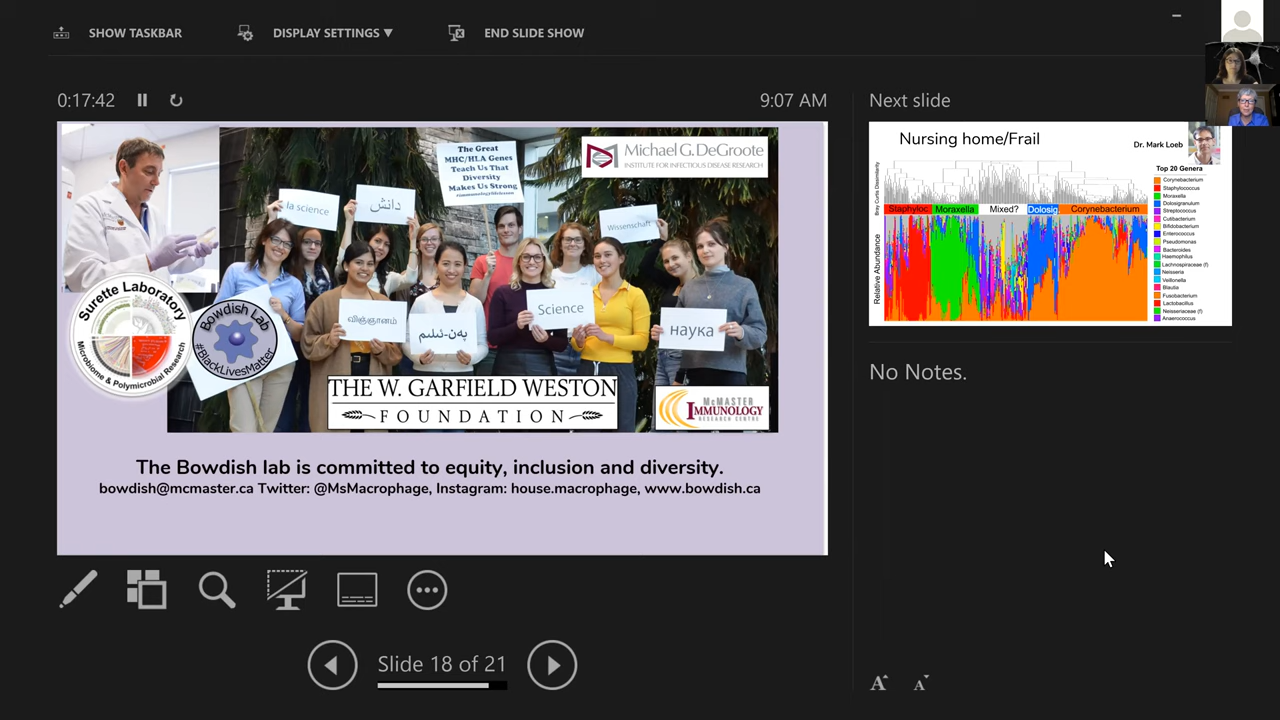 SHOW TASKBAR
DISPLAY SETTINGS ▼
END SLIDE SHOW
0:17:42
9:07 AM
The Great
MHC/HLA Genes
Teach Us That
Diversity
Makes Us Strong
Michael G. DeGroote
INSTITUTE FOR INFECTIOUS DISEASE RESEARCH
la science
دانش
Wissenschaft
Surette Laboratory
Microbiome & Polymicrobial Research
Bowdish Lab
#BlackLivesMatter
விஞ்ஞானம்
Science
наука
THE W. GARFIELD WESTON
FOUNDATION
MCMASTER
IMMUNOLOGY
RESEARCH CENTRE
The Bowdish lab is committed to equity, inclusion and diversity.
bowdish@mcmaster.ca Twitter: @MsMacrophage, Instagram: house.macrophage, www.bowdish.ca
Slide 18 of 21
Next slide
Nursing home/Frail
Dr. Mark Loeb
Bray Curtis Dissimilarity
Staphyloc
Moraxella
Mixed?
Dolosig.
Corynebacterium
Relative Abundance
Top 20 Genera
Corynebacterium
Staphylococcus
Moraxella
Dolosigranulum
Streptococcus
Cutibacterium
Bifidobacterium
Enterococcus
Pseudomonas
Bacteroides
Haemophilus
Lachnospiraceae (f)
Neisseria
Veillonella
Blautia
Fusobacterium
Lactobacillus
Neisseriaceae (f)
Anaerococcus
No Notes.
A
A